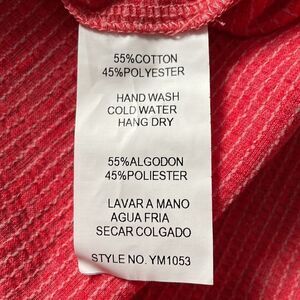 55%COTTON
45%POLYESTER
HAND WASH
COLD WATER
HANG DRY
55%ALGODON
45%POLIESTER
LAVAR A MANO
AGUA FRIA
SECAR COLGADO
STYLE NO. YM1053